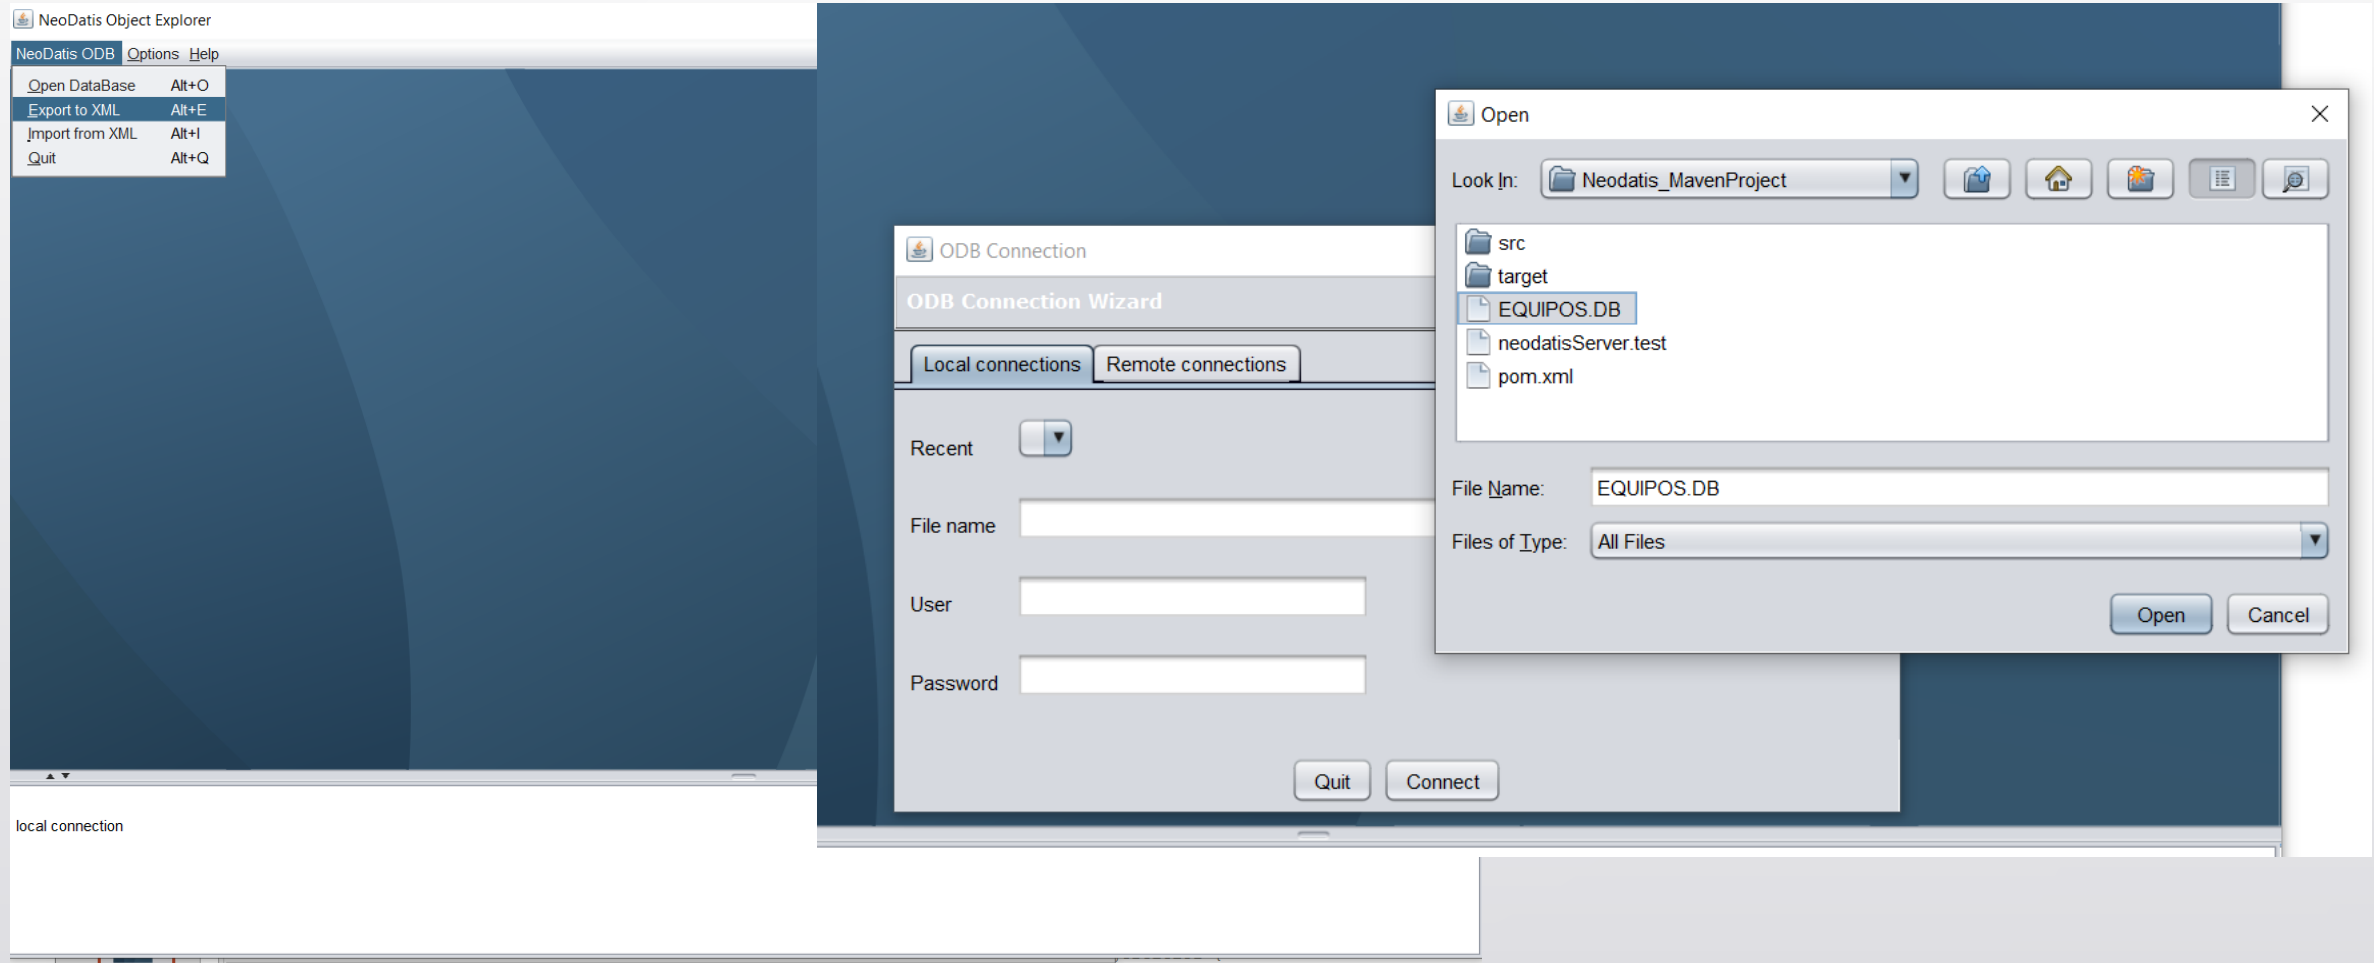 NeoDatis Object Explorer
NeoDatis ODB Options Help
Open DataBase Alt+O
Export to XML Alt+E
Import from XML Alt+I
Quit Alt+Q
local connection
ODB Connection
ODB Connection Wizard
Local connections Remote connections
Recent
File name
User
Password
Quit Connect
Open
Look In: Neodatis_MavenProject
src
target
EQUIPOS.DB
neodatisServer.test
pom.xml
File Name: EQUIPOS.DB
Files of Type: All Files
Open Cancel